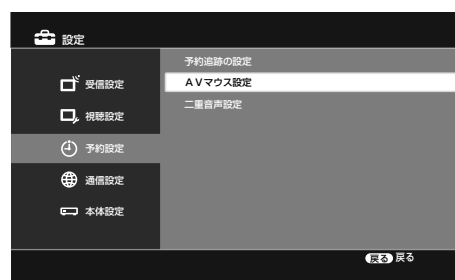 設定
受信設定
視聴設定
予約設定
通信設定
本体設定
予約追跡の設定
AVマウス設定
二重音声設定
戻る 戻る